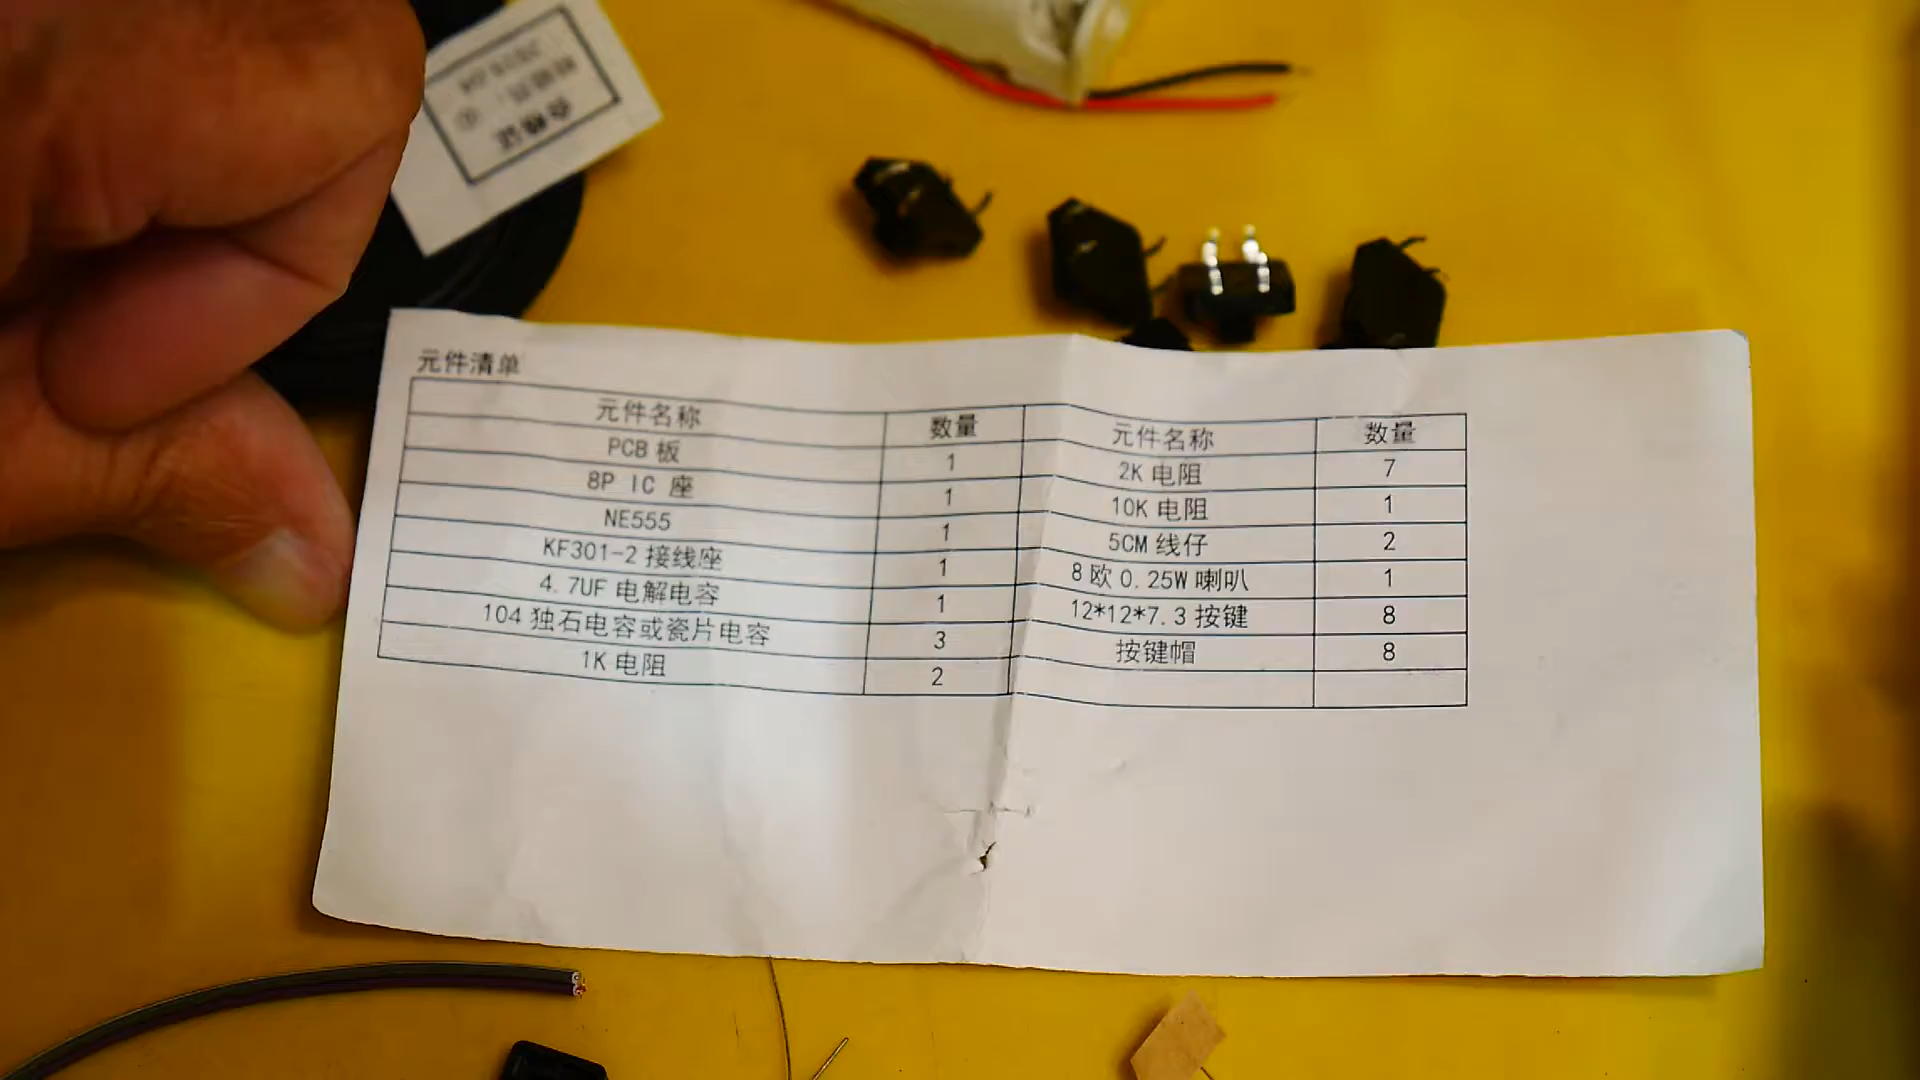 合格证
元件清单
元件名称 数量 元件名称 数量
PCB 板 1 2K 电阻 7
8P IC 座 1 10K 电阻 1
NE555 1 5CM 线仔 2
KF301-2 接线座 1 8 欧 0.25W 喇叭 1
4.7UF 电解电容 1 12*12*7.3 按键 8
104 独石电容或瓷片电容 3 按键帽 8
1K 电阻 2